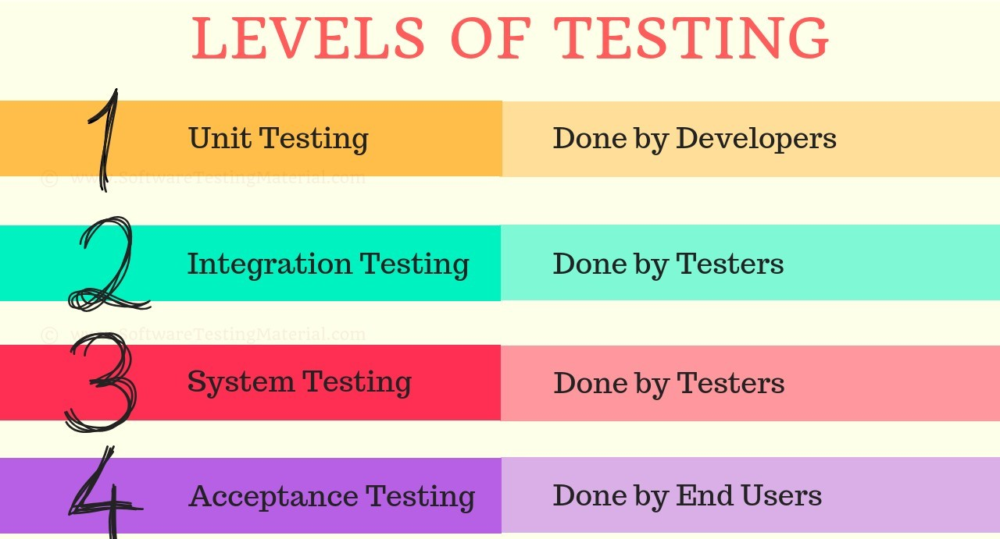 LEVELS OF TESTING
1 Unit Testing Done by Developers
© www.SoftwareTestingMaterial.com
2 Integration Testing Done by Testers
© www.SoftwareTestingMaterial.com
3 System Testing Done by Testers
4 Acceptance Testing Done by End Users